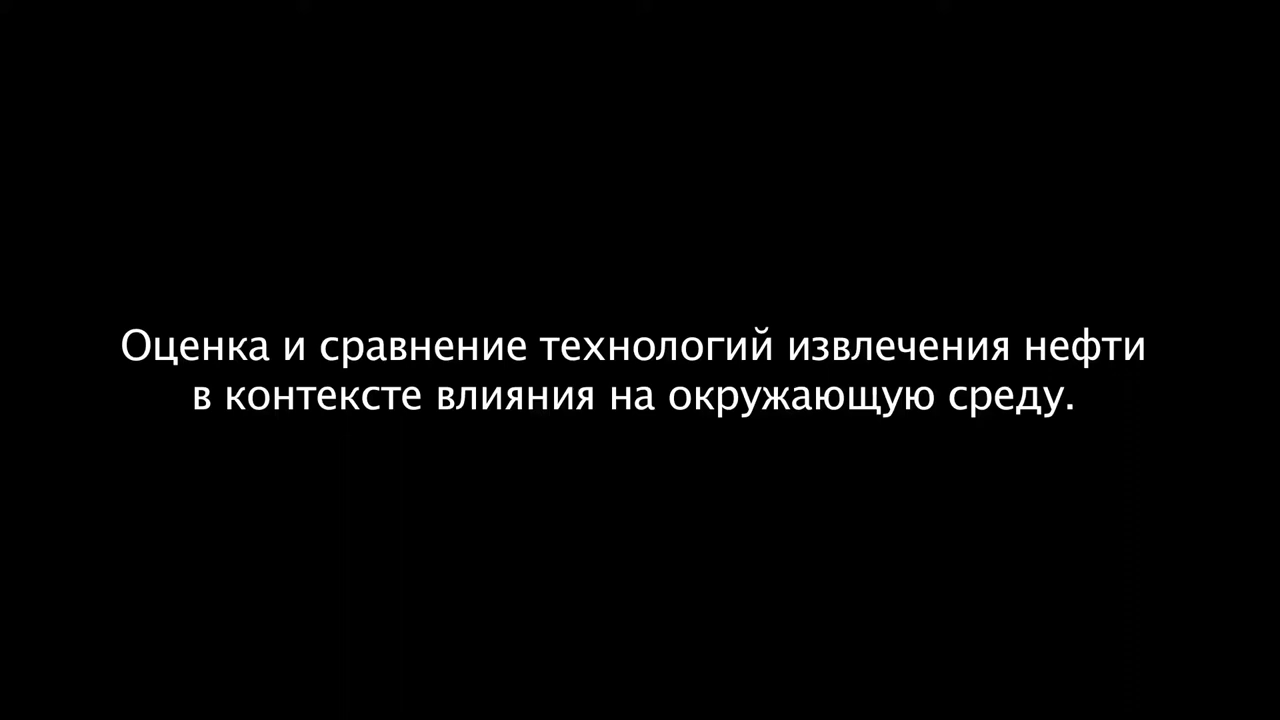 Оценка и сравнение технологий извлечения нефти
в контексте влияния на окружающую среду.